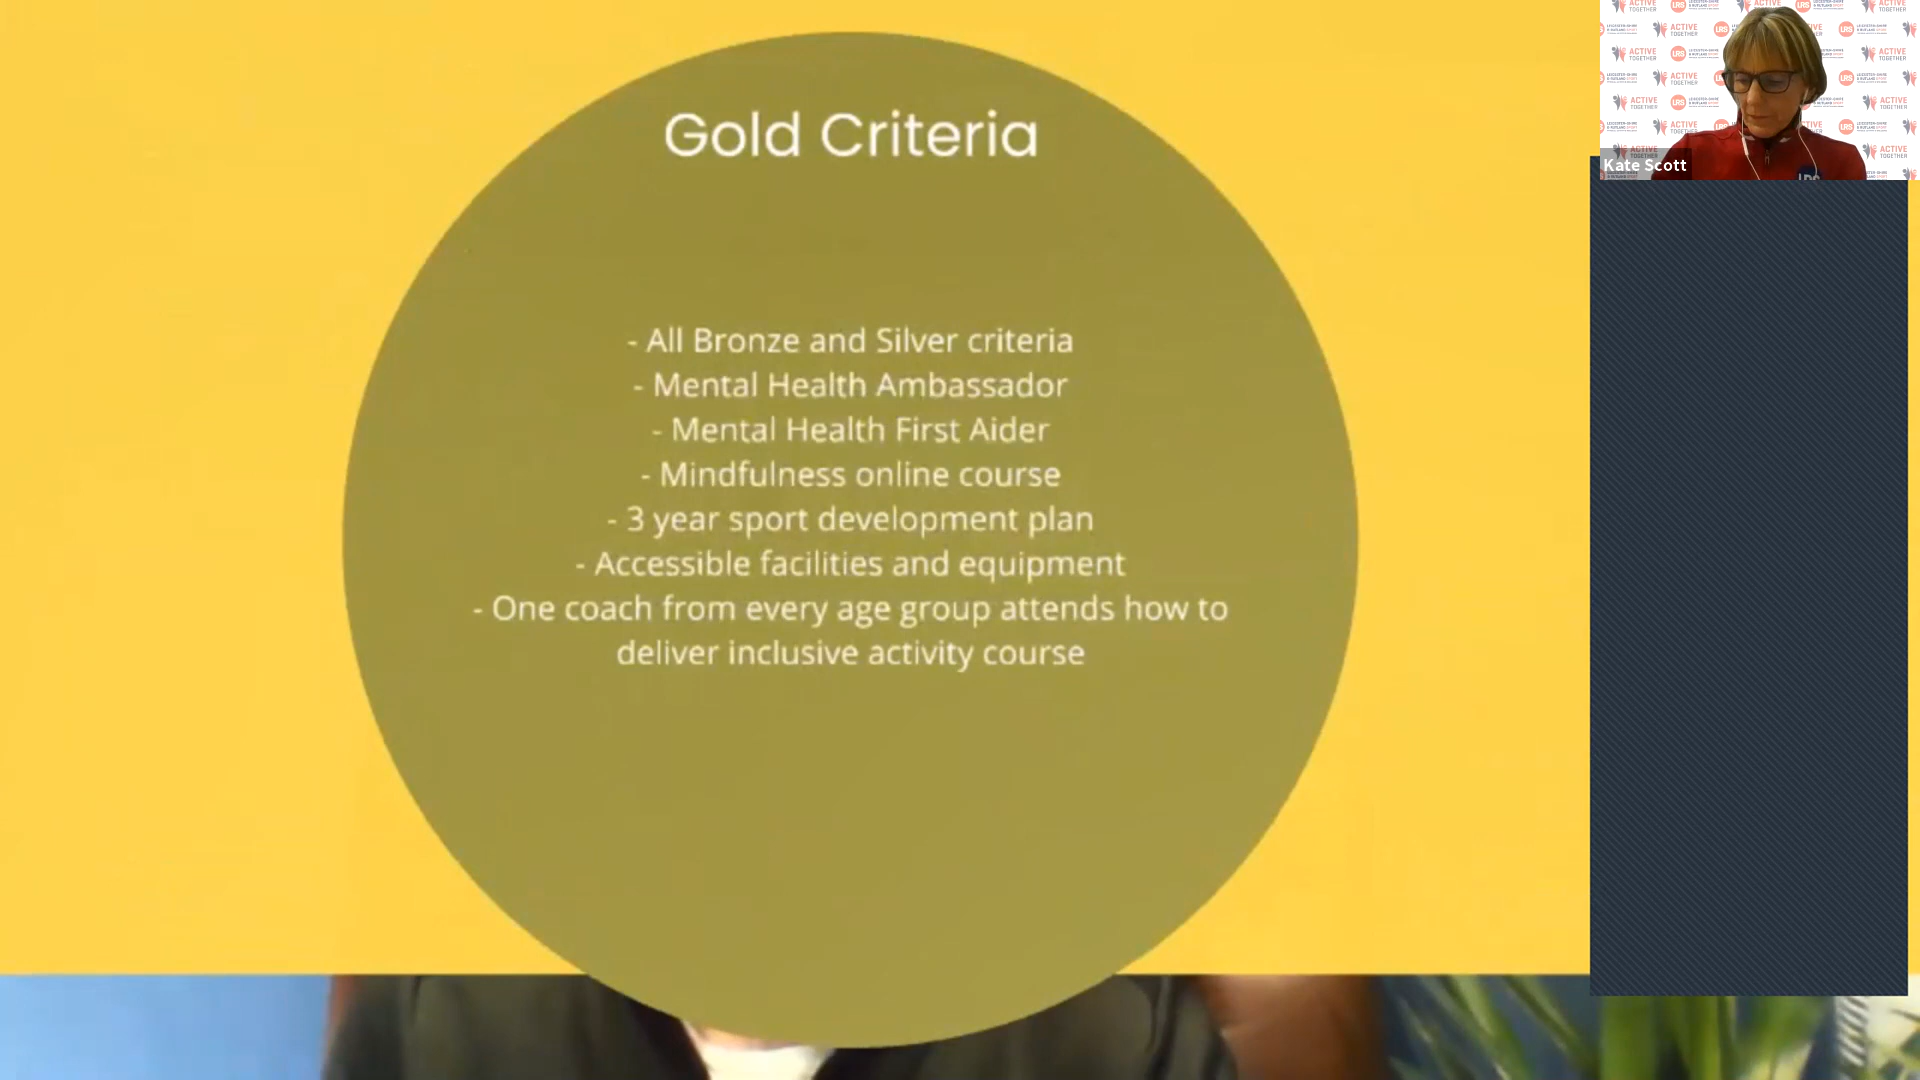 Gold Criteria
- All Bronze and Silver criteria
- Mental Health Ambassador
- Mental Health First Aider
- Mindfulness online course
- 3 year sport development plan
- Accessible facilities and equipment
- One coach from every age group attends how to
deliver inclusive activity course
ACTIVE
TOGETHER
LRS
Kate Scott